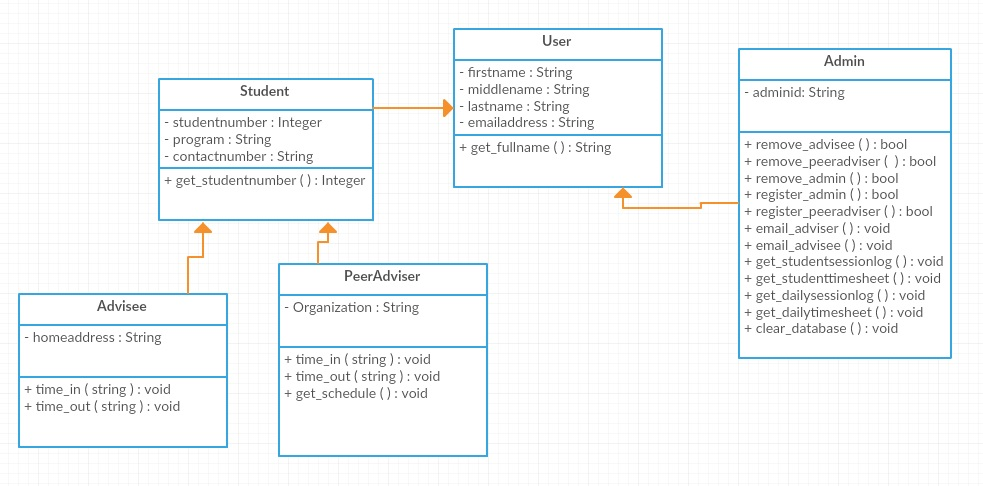 User
- firstname : String
- middlename : String
- lastname : String
- emailaddress : String
+ get_fullname ( ) : String
Admin
- adminid: String
+ remove_advisee ( ) : bool
+ remove_peeradviser ( ) : bool
+ remove_admin ( ) : bool
+ register_admin ( ) : bool
+ register_peeradviser ( ) : bool
+ email_adviser ( ) : void
+ email_advisee ( ) : void
+ get_studentsessionlog ( ) : void
+ get_studenttimesheet ( ) : void
+ get_dailysessionlog ( ) : void
+ get_dailytimesheet ( ) : void
+ clear_database ( ) : void
Student
- studentnumber : Integer
- program : String
- contactnumber : String
+ get_studentnumber ( ) : Integer
Advisee
- homeaddress : String
+ time_in ( string ) : void
+ time_out ( string ) : void
PeerAdviser
- Organization : String
+ time_in ( string ) : void
+ time_out ( string ) : void
+ get_schedule ( ) : void